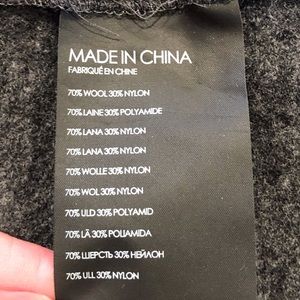 MADE IN CHINA
FABRIQUÉ EN CHINE
70% WOOL 30% NYLON
70% LAINE 30% POLYAMIDE
70% LANA 30% NYLON
70% LANA 30% NYLON
70% WOLLE 30% NYLON
70% WOL 30% NYLON
70% ULD 30% POLYAMID
70% LÃ 30% POLIAMIDA
70% ШЕРСТЬ 30% НЕЙЛОН
70% ULL 30% NYLON